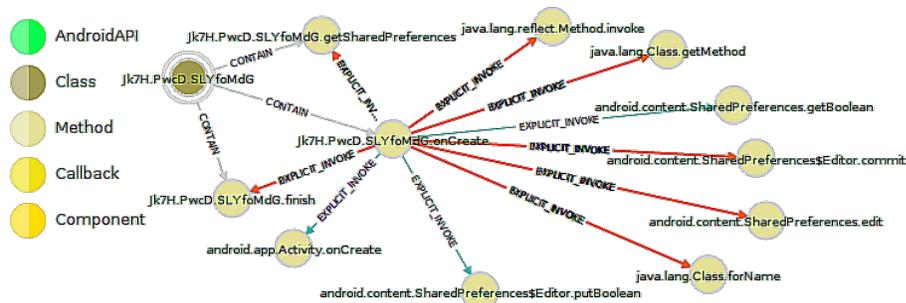 AndroidAPI
Class
Method
Callback
Component
Jk7H.PwcD.SLYfoMdG
CONTAIN
CONTAIN
CONTAIN
Jk7H.PwcD.SLYfoMdG.getSharedPreferences
EXPLICIT_INV...
java.lang.reflect.Method.invoke
EXPLICIT_INVOKE
java.lang.Class.getMethod
EXPLICIT_INVOKE
android.content.SharedPreferences.getBoolean
EXPLICIT_INVOKE
Jk7H.PwcD.SLYfoMdG.onCreate
EXPLICIT_INVOKE
android.content.SharedPreferences$Editor.commit
EXPLICIT_INVOKE
android.content.SharedPreferences.edit
EXPLICIT_INVOKE
java.lang.Class.forName
EXPLICIT_INVOKE
Jk7H.PwcD.SLYfoMdG.finish
EXPLICIT_INVOKE
android.app.Activity.onCreate
EXPLICIT_INVOKE
android.content.SharedPreferences$Editor.putBoolean